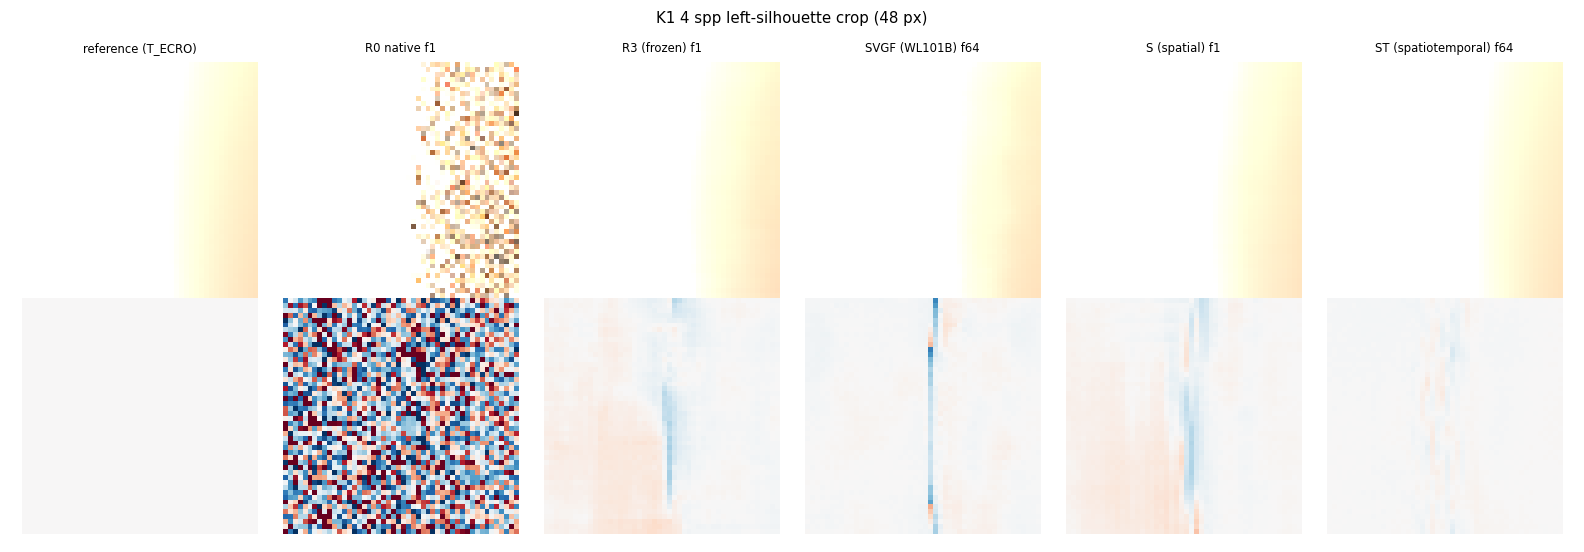 K1 4 spp left-silhouette crop (48 px)
reference (T_ECRO)
R0 native f1
R3 (frozen) f1
SVGF (WL101B) f64
S (spatial) f1
ST (spatiotemporal) f64